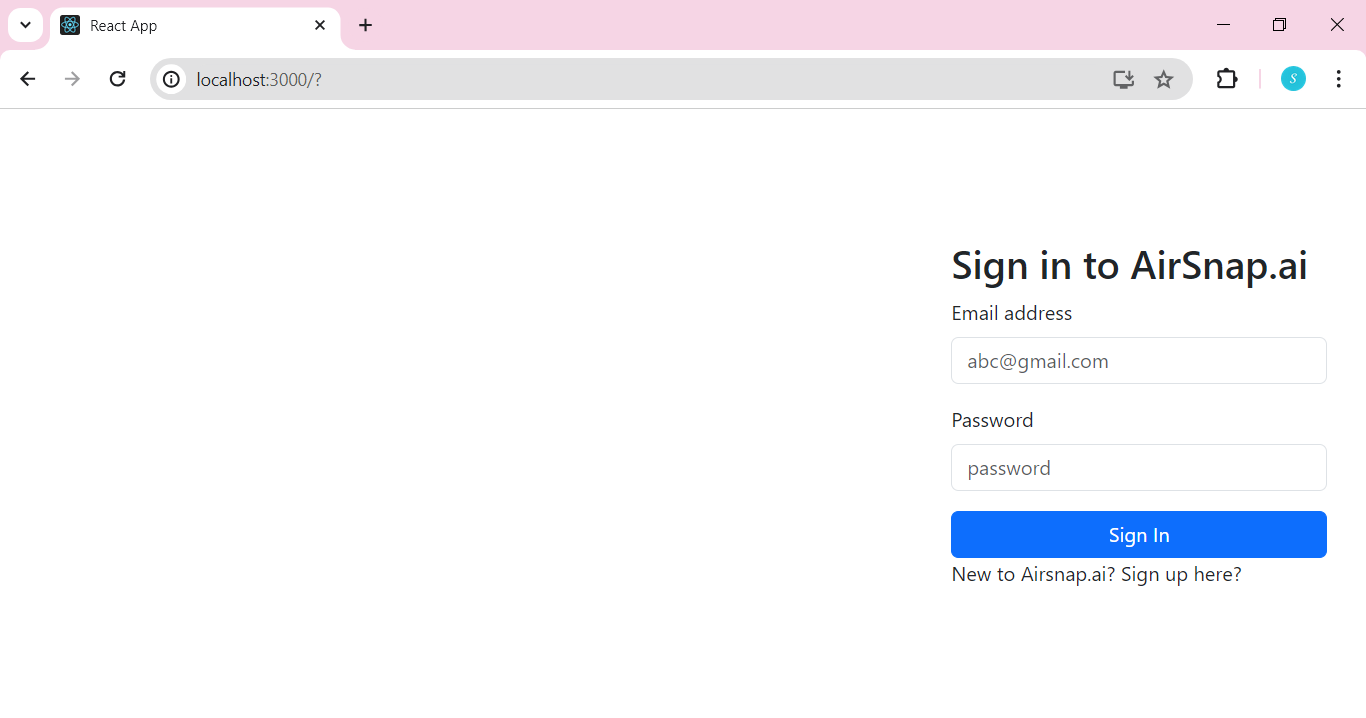 React App
localhost:3000/?
S
Sign in to AirSnap.ai
Email address
abc@gmail.com
Password
password
Sign In
New to Airsnap.ai? Sign up here?